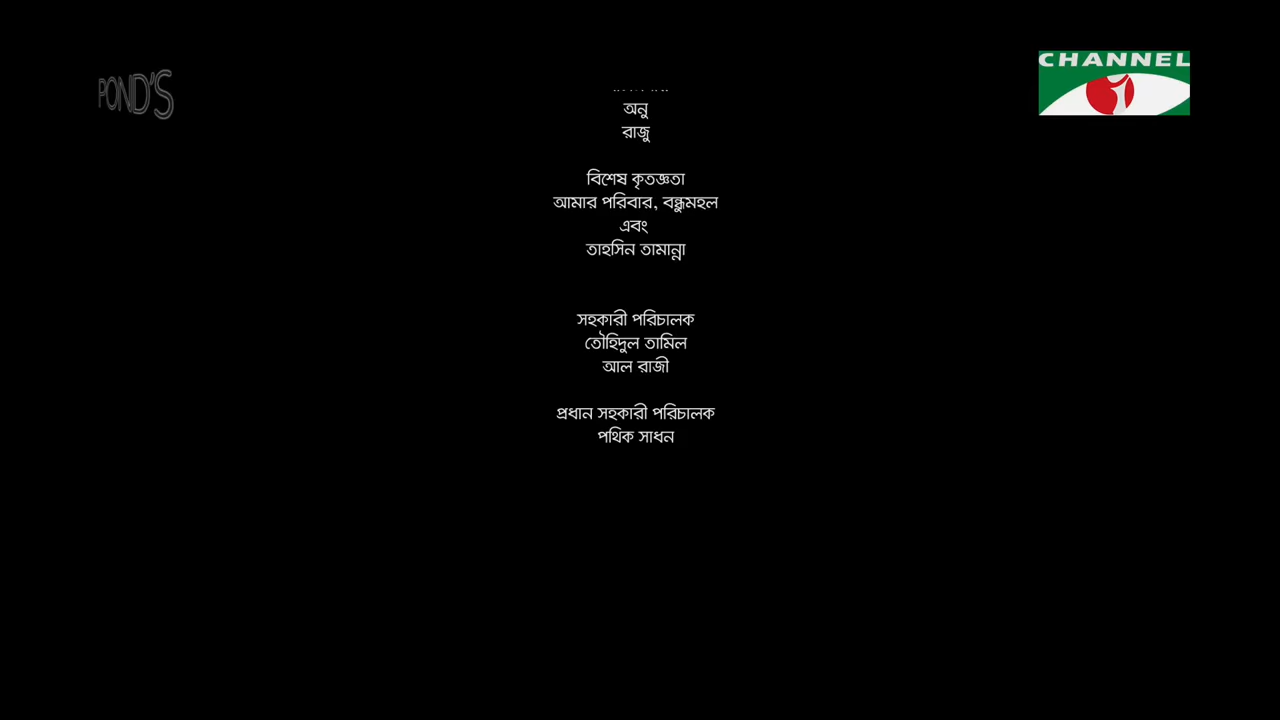 POND'S
CHANNEL
অনু
রাজু
বিশেষ কৃতজ্ঞতা
আমার পরিবার, বন্ধুমহল
এবং
তাহসিন তামান্না
সহকারী পরিচালক
তৌহিদুল তামিল
আল রাজী
প্রধান সহকারী পরিচালক
পথিক সাধন